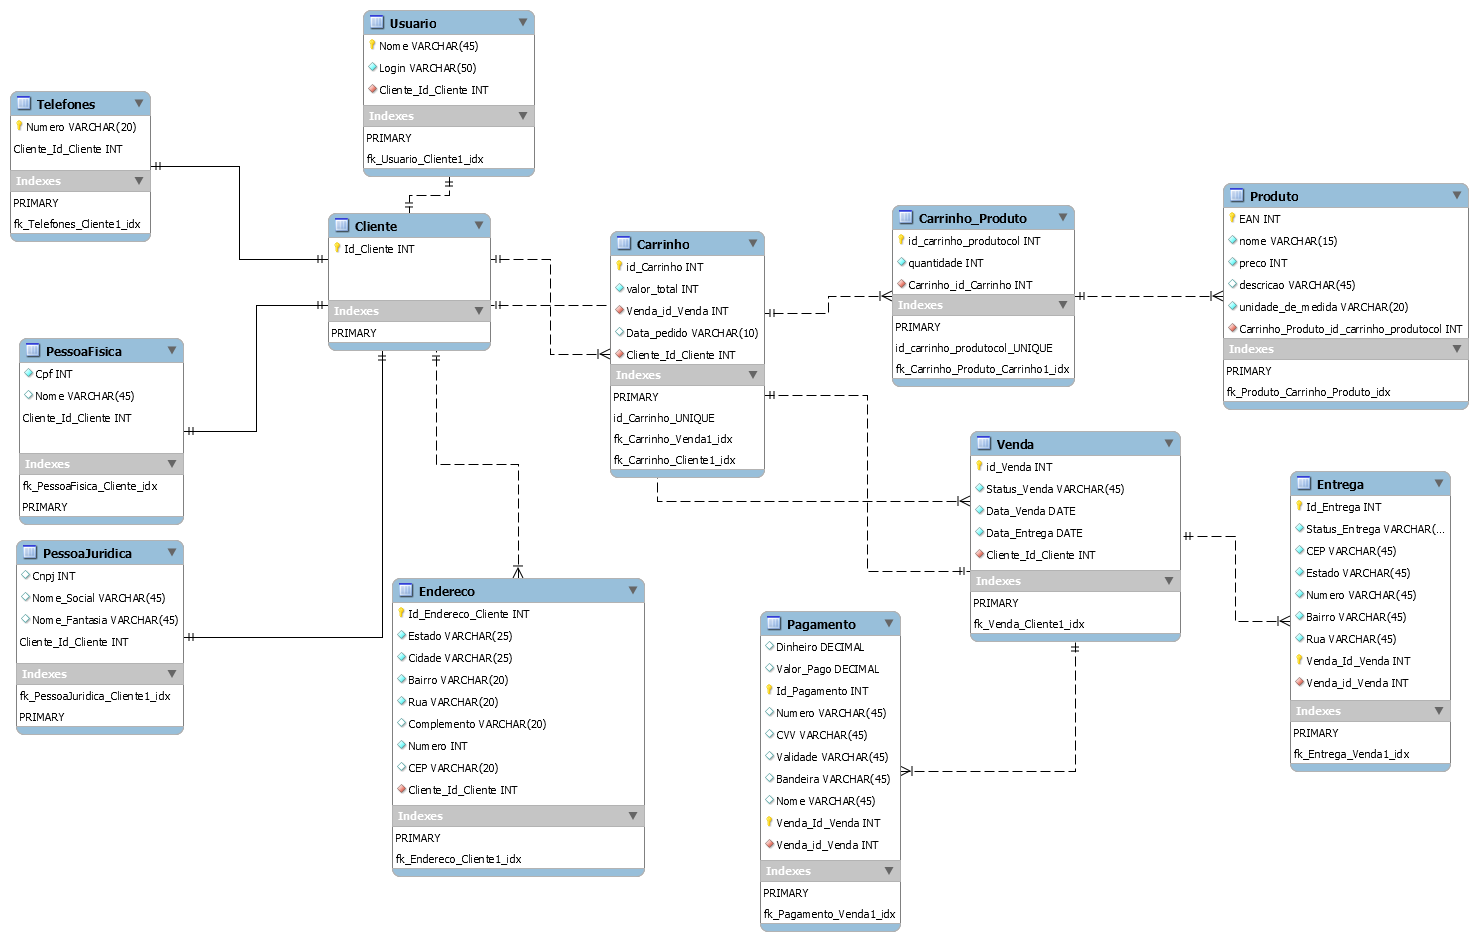 Usuario
Nome VARCHAR(45)
Login VARCHAR(50)
Cliente_Id_Cliente INT
Indexes
PRIMARY
fk_Usuario_Cliente1_idx
Telefones
Numero VARCHAR(20)
Cliente_Id_Cliente INT
Indexes
PRIMARY
fk_Telefones_Cliente1_idx
Cliente
Id_Cliente INT
Indexes
PRIMARY
PessoaFisica
Cpf INT
Nome VARCHAR(45)
Cliente_Id_Cliente INT
Indexes
fk_PessoaFisica_Cliente_idx
PRIMARY
PessoaJuridica
Cnpj INT
Nome_Social VARCHAR(45)
Nome_Fantasia VARCHAR(45)
Cliente_Id_Cliente INT
Indexes
fk_PessoaJuridica_Cliente1_idx
PRIMARY
Endereco
Id_Endereco_Cliente INT
Estado VARCHAR(25)
Cidade VARCHAR(25)
Bairro VARCHAR(20)
Rua VARCHAR(20)
Complemento VARCHAR(20)
Numero INT
CEP VARCHAR(20)
Cliente_Id_Cliente INT
Indexes
PRIMARY
fk_Endereco_Cliente1_idx
Carrinho
id_Carrinho INT
valor_total INT
Venda_id_Venda INT
Data_pedido VARCHAR(10)
Cliente_Id_Cliente INT
Indexes
PRIMARY
id_Carrinho_UNIQUE
fk_Carrinho_Venda1_idx
fk_Carrinho_Cliente1_idx
Carrinho_Produto
id_carrinho_produtocol INT
quantidade INT
Carrinho_id_Carrinho INT
Indexes
PRIMARY
id_carrinho_produtocol_UNIQUE
fk_Carrinho_Produto_Carrinho1_idx
Produto
EAN INT
nome VARCHAR(15)
preco INT
descricao VARCHAR(45)
unidade_de_medida VARCHAR(20)
Carrinho_Produto_id_carrinho_produtocol INT
Indexes
PRIMARY
fk_Produto_Carrinho_Produto_idx
Venda
id_Venda INT
Status_Venda VARCHAR(45)
Data_Venda DATE
Data_Entrega DATE
Cliente_Id_Cliente INT
Indexes
PRIMARY
fk_Venda_Cliente1_idx
Pagamento
Dinheiro DECIMAL
Valor_Pago DECIMAL
Id_Pagamento INT
Numero VARCHAR(45)
CVV VARCHAR(45)
Validade VARCHAR(45)
Bandeira VARCHAR(45)
Nome VARCHAR(45)
Venda_Id_Venda INT
Venda_id_Venda INT
Indexes
PRIMARY
fk_Pagamento_Venda1_idx
Entrega
Id_Entrega INT
Status_Entrega VARCHAR(...
CEP VARCHAR(45)
Estado VARCHAR(45)
Numero VARCHAR(45)
Bairro VARCHAR(45)
Rua VARCHAR(45)
Venda_Id_Venda INT
Venda_id_Venda INT
Indexes
PRIMARY
fk_Entrega_Venda1_idx